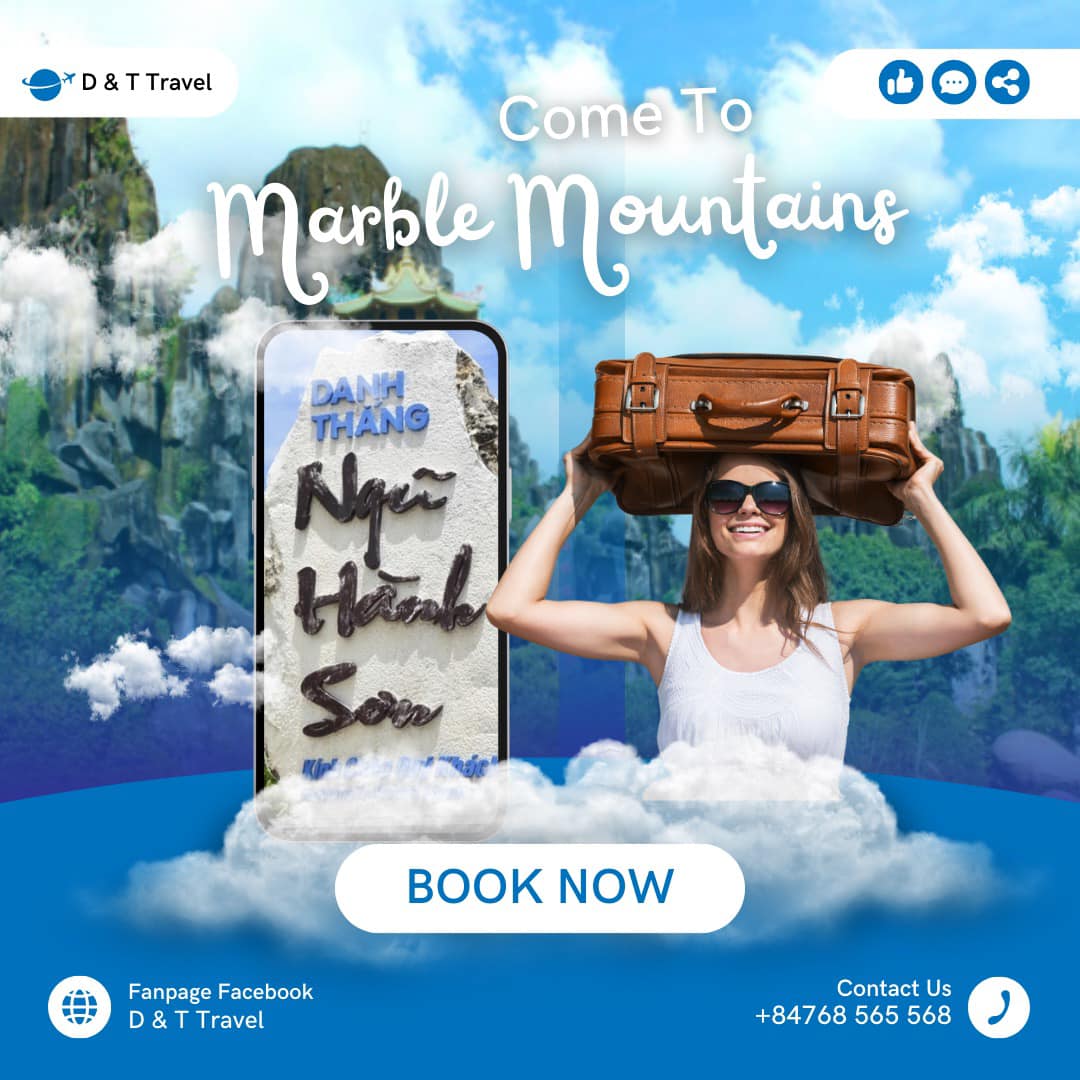 D & T Travel
Come To
Marble Mountains
DANH
THẮNG
Ngũ
Hành
Sơn
BOOK NOW
Fanpage Facebook
D & T Travel
Contact Us
+84768 565 568